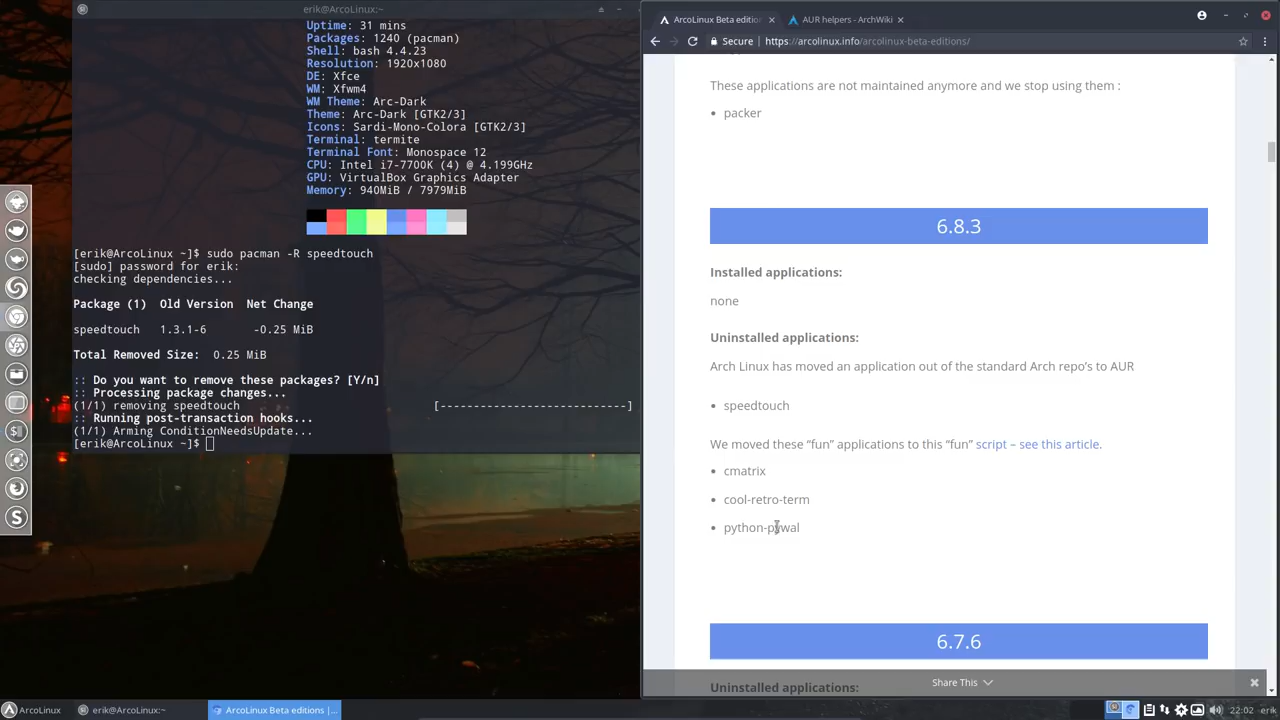 erik@ArcoLinux:~
Uptime: 31 mins
Packages: 1240 (pacman)
Shell: bash 4.4.23
Resolution: 1920x1080
DE: Xfce
WM: Xfwm4
WM Theme: Arc-Dark
Theme: Arc-Dark [GTK2/3]
Icons: Sardi-Mono-Colora [GTK2/3]
Terminal: termite
Terminal Font: Monospace 12
CPU: Intel i7-7700K (4) @ 4.199GHz
GPU: VirtualBox Graphics Adapter
Memory: 940MiB / 7979MiB
[erik@ArcoLinux ~]$ sudo pacman -R speedtouch
[sudo] password for erik:
checking dependencies...
Package (1) Old Version Net Change
speedtouch 1.3.1-6 -0.25 MiB
Total Removed Size: 0.25 MiB
:: Do you want to remove these packages? [Y/n]
:: Processing package changes...
(1/1) removing speedtouch [----------------------------]
:: Running post-transaction hooks...
(1/1) Arming ConditionNeedsUpdate...
[erik@ArcoLinux ~]$
ArcoLinux Beta edition
AUR helpers - ArchWiki
Secure
https://arcolinux.info/arcolinux-beta-editions/
These applications are not maintained anymore and we stop using them :
• packer
6.8.3
Installed applications:
none
Uninstalled applications:
Arch Linux has moved an application out of the standard Arch repo's to AUR
• speedtouch
We moved these “fun” applications to this “fun” script – see this article.
• cmatrix
• cool-retro-term
• python-pywal
6.7.6
Uninstalled applications:
Share This
ArcoLinux
erik@ArcoLinux:~
ArcoLinux Beta editions |...
22:02 erik